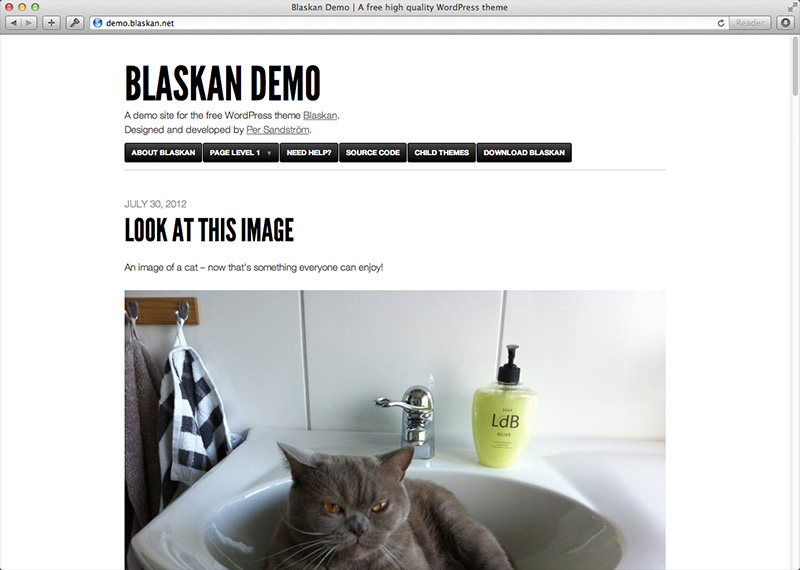 Blaskan Demo | A free high quality WordPress theme
demo.blaskan.net
Reader
BLASKAN DEMO
A demo site for the free WordPress theme Blaskan.
Designed and developed by Per Sandström.
ABOUT BLASKAN PAGE LEVEL 1 NEED HELP? SOURCE CODE CHILD THEMES DOWNLOAD BLASKAN
JULY 30, 2012
LOOK AT THIS IMAGE
An image of a cat – now that's something everyone can enjoy!
SOAP
LdB
OLIVE